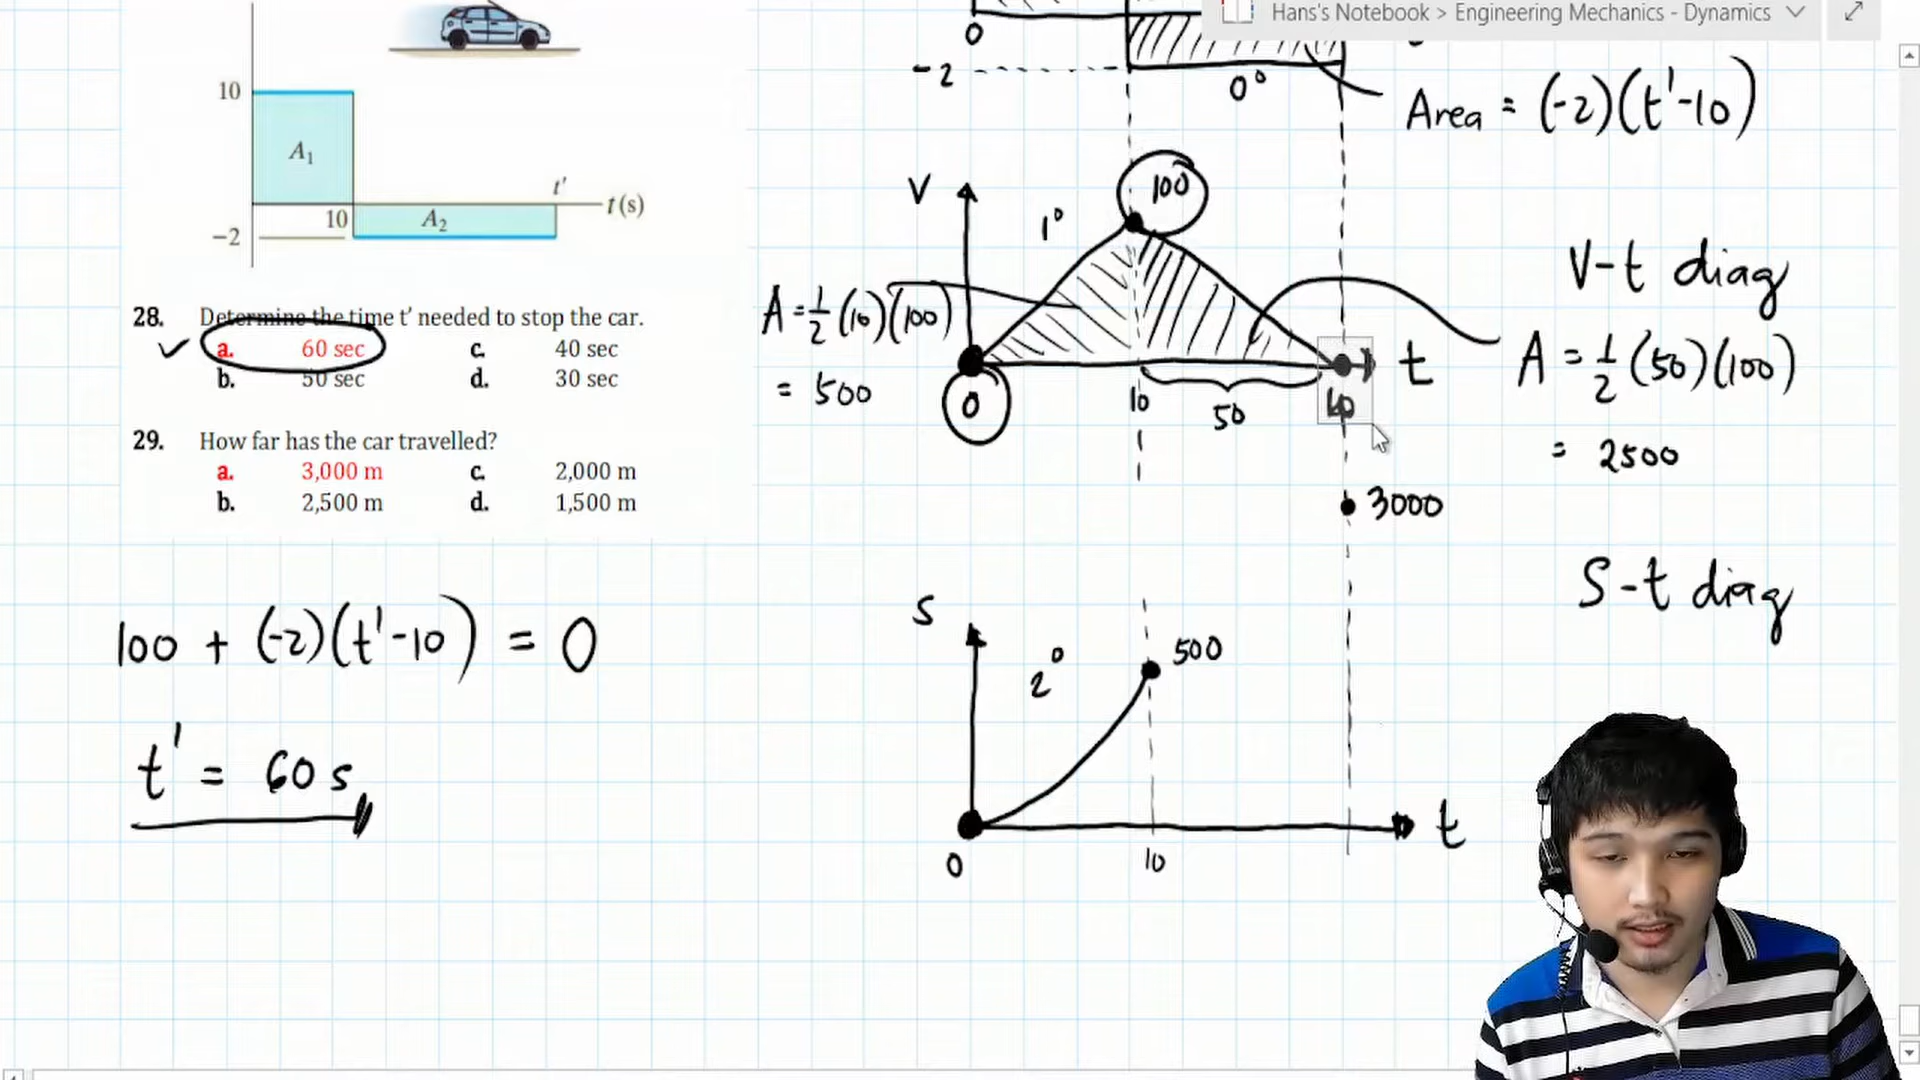 Hans's Notebook > Engineering Mechanics - Dynamics
10
A1
t'
t (s)
10
A2
-2
28. Determine the time t' needed to stop the car.
a. 60 sec c. 40 sec
b. 50 sec d. 30 sec
29. How far has the car travelled?
a. 3,000 m c. 2,000 m
b. 2,500 m d. 1,500 m
100 + (-2)(t'-10) = 0
t' = 60 s
0
-2
0°
Area = (-2)(t'-10)
V
1°
100
V-t diag
A = 1/2 (10)(100)
= 500
0
10
50
60
t
A = 1/2 (50)(100)
= 2500
3000
S-t diag
S
2°
500
t
0
10